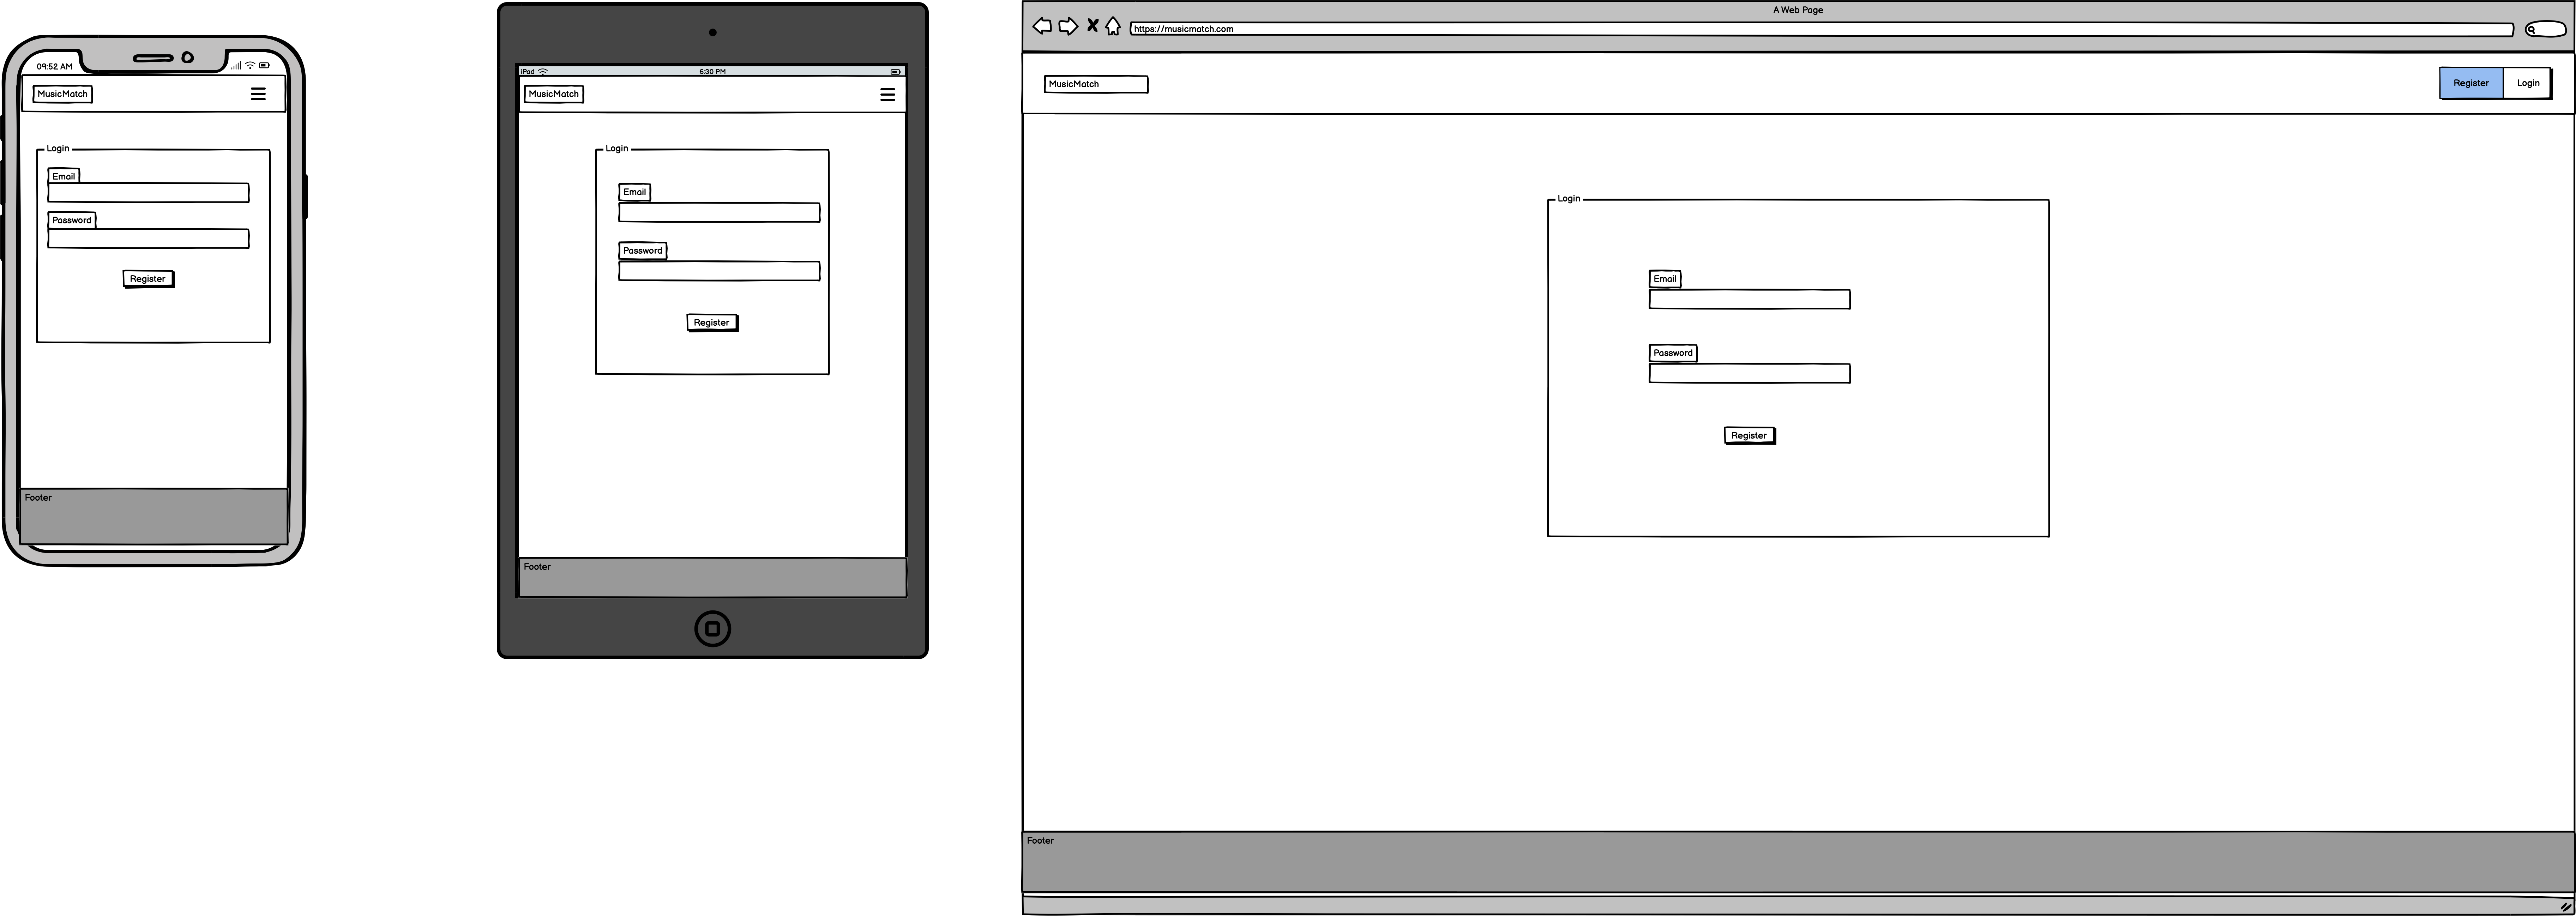 09:52 AM
MusicMatch
Login
Email
Password
Register
Footer
iPad
6:30 PM
MusicMatch
Login
Email
Password
Register
Footer
A Web Page
https://musicmatch.com
MusicMatch
Register
Login
Login
Email
Password
Register
Footer